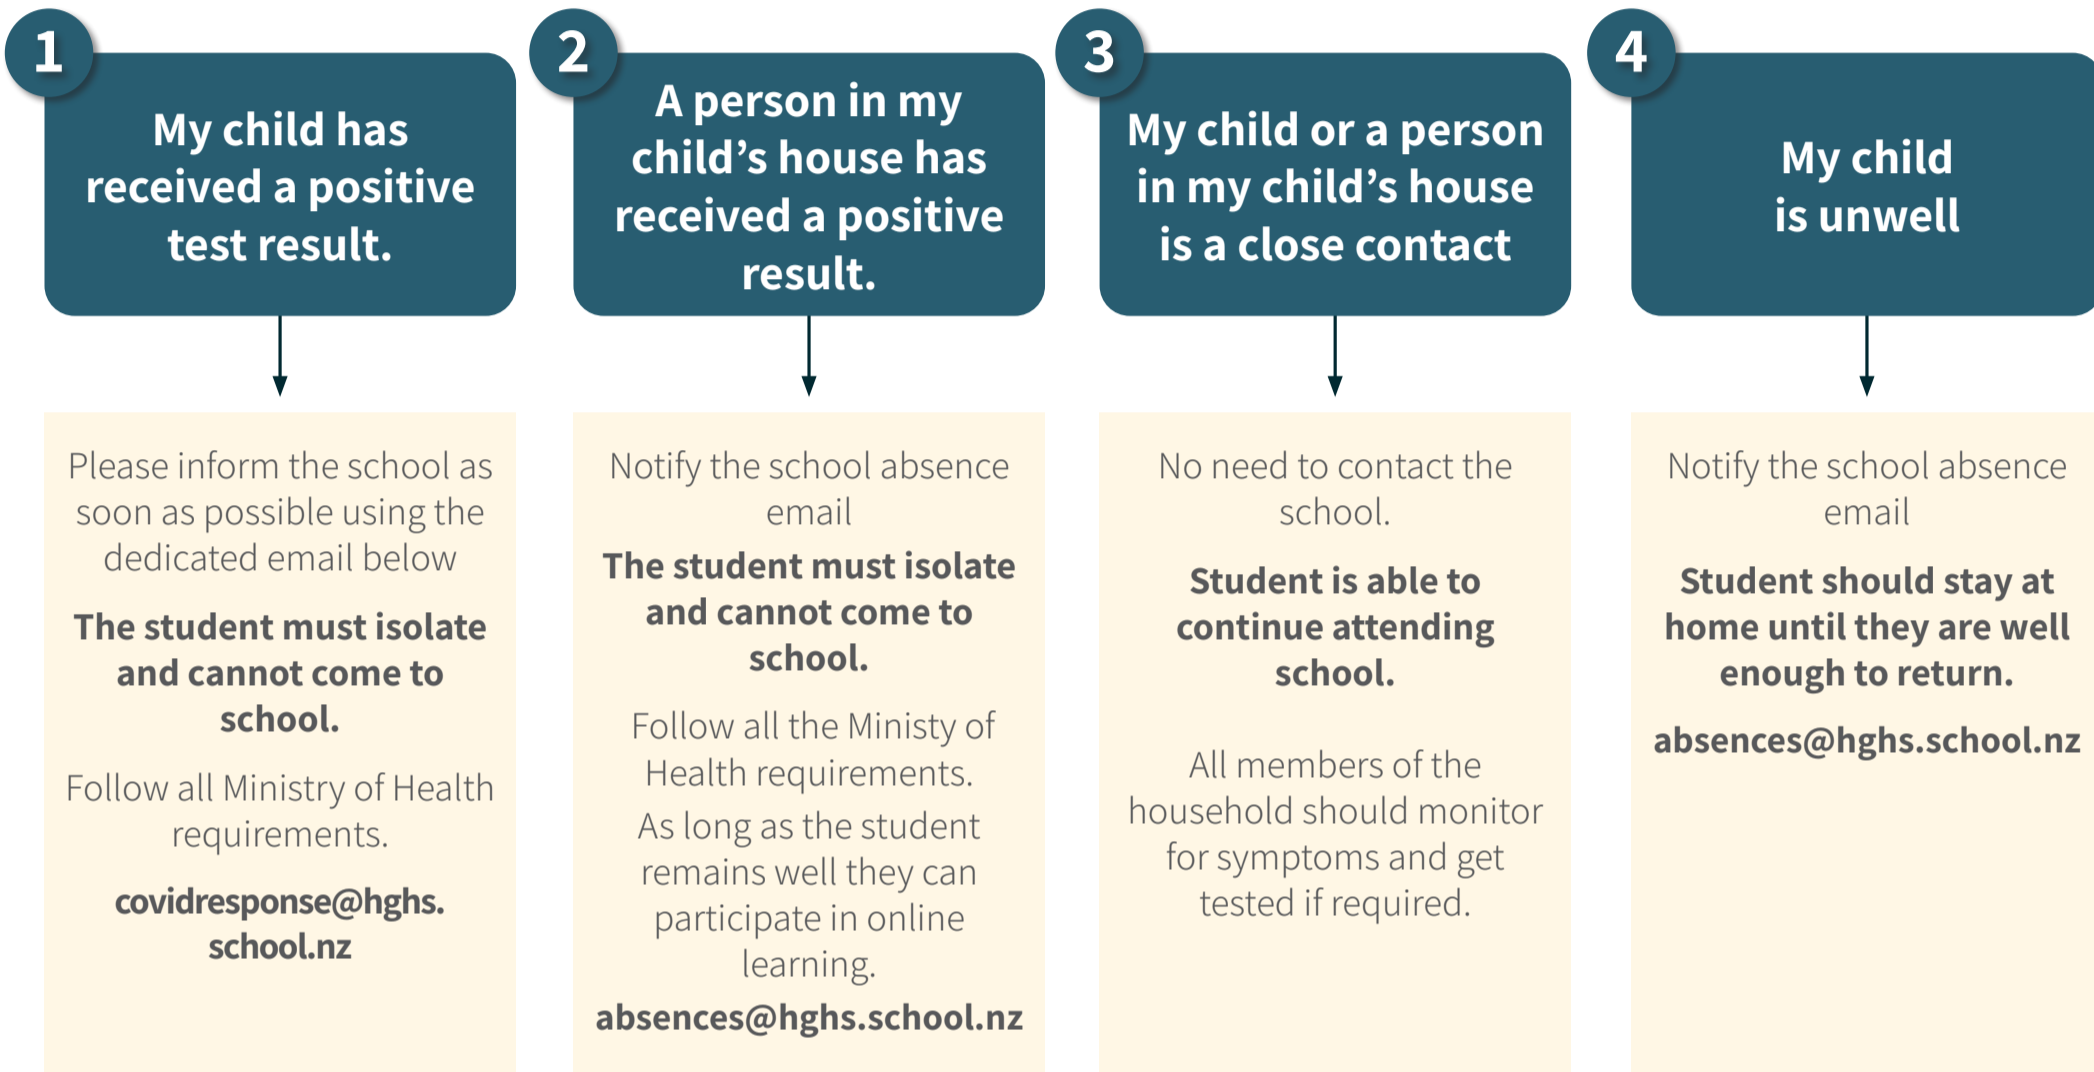 1
My child has
received a positive
test result.
Please inform the school as
soon as possible using the
dedicated email below
The student must isolate
and cannot come to
school.
Follow all Ministry of Health
requirements.
covidresponse@hghs.
school.nz
2
A person in my
child's house has
received a positive
result.
Notify the school absence
email
The student must isolate
and cannot come to
school.
Follow all the Ministy of
Health requirements.
As long as the student
remains well they can
participate in online
learning.
absences@hghs.school.nz
3
My child or a person
in my child's house
is a close contact
No need to contact the
school.
Student is able to
continue attending
school.
All members of the
household should monitor
for symptoms and get
tested if required.
4
My child
is unwell
Notify the school absence
email
Student should stay at
home until they are well
enough to return.
absences@hghs.school.nz